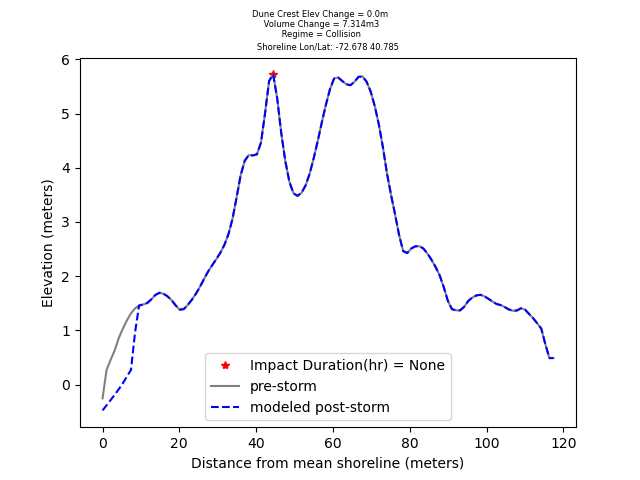 Dune Crest Elev Change = 0.0m
Volume Change = 7.314m3
Regime = Collision
Shoreline Lon/Lat: -72.678 40.785
6
5
4
3
2
1
0
Elevation (meters)
Impact Duration(hr) = None
pre-storm
modeled post-storm
0 20 40 60 80 100 120
Distance from mean shoreline (meters)